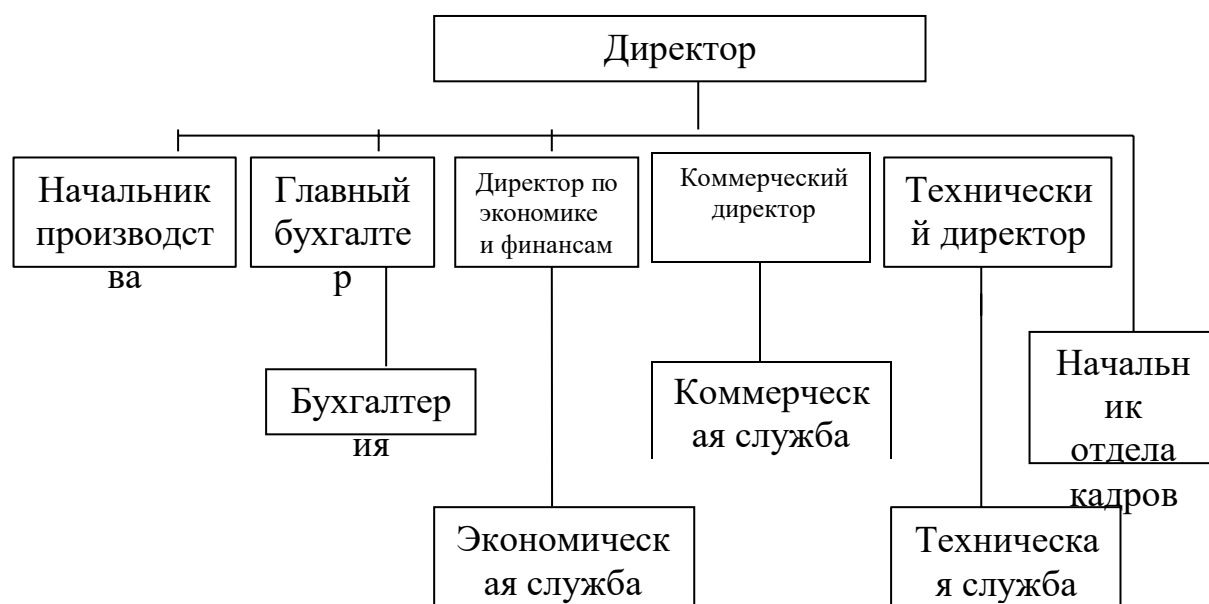 Директор
Начальник
производст
ва
Главный
бухгалте
р
Директор по
экономике
и финансам
Коммерческий
директор
Технически
й директор
Бухгалтер
ия
Коммерческ
ая служба
Начальн
ик
отдела
кадров
Экономическ
ая служба
Техническа
я служба